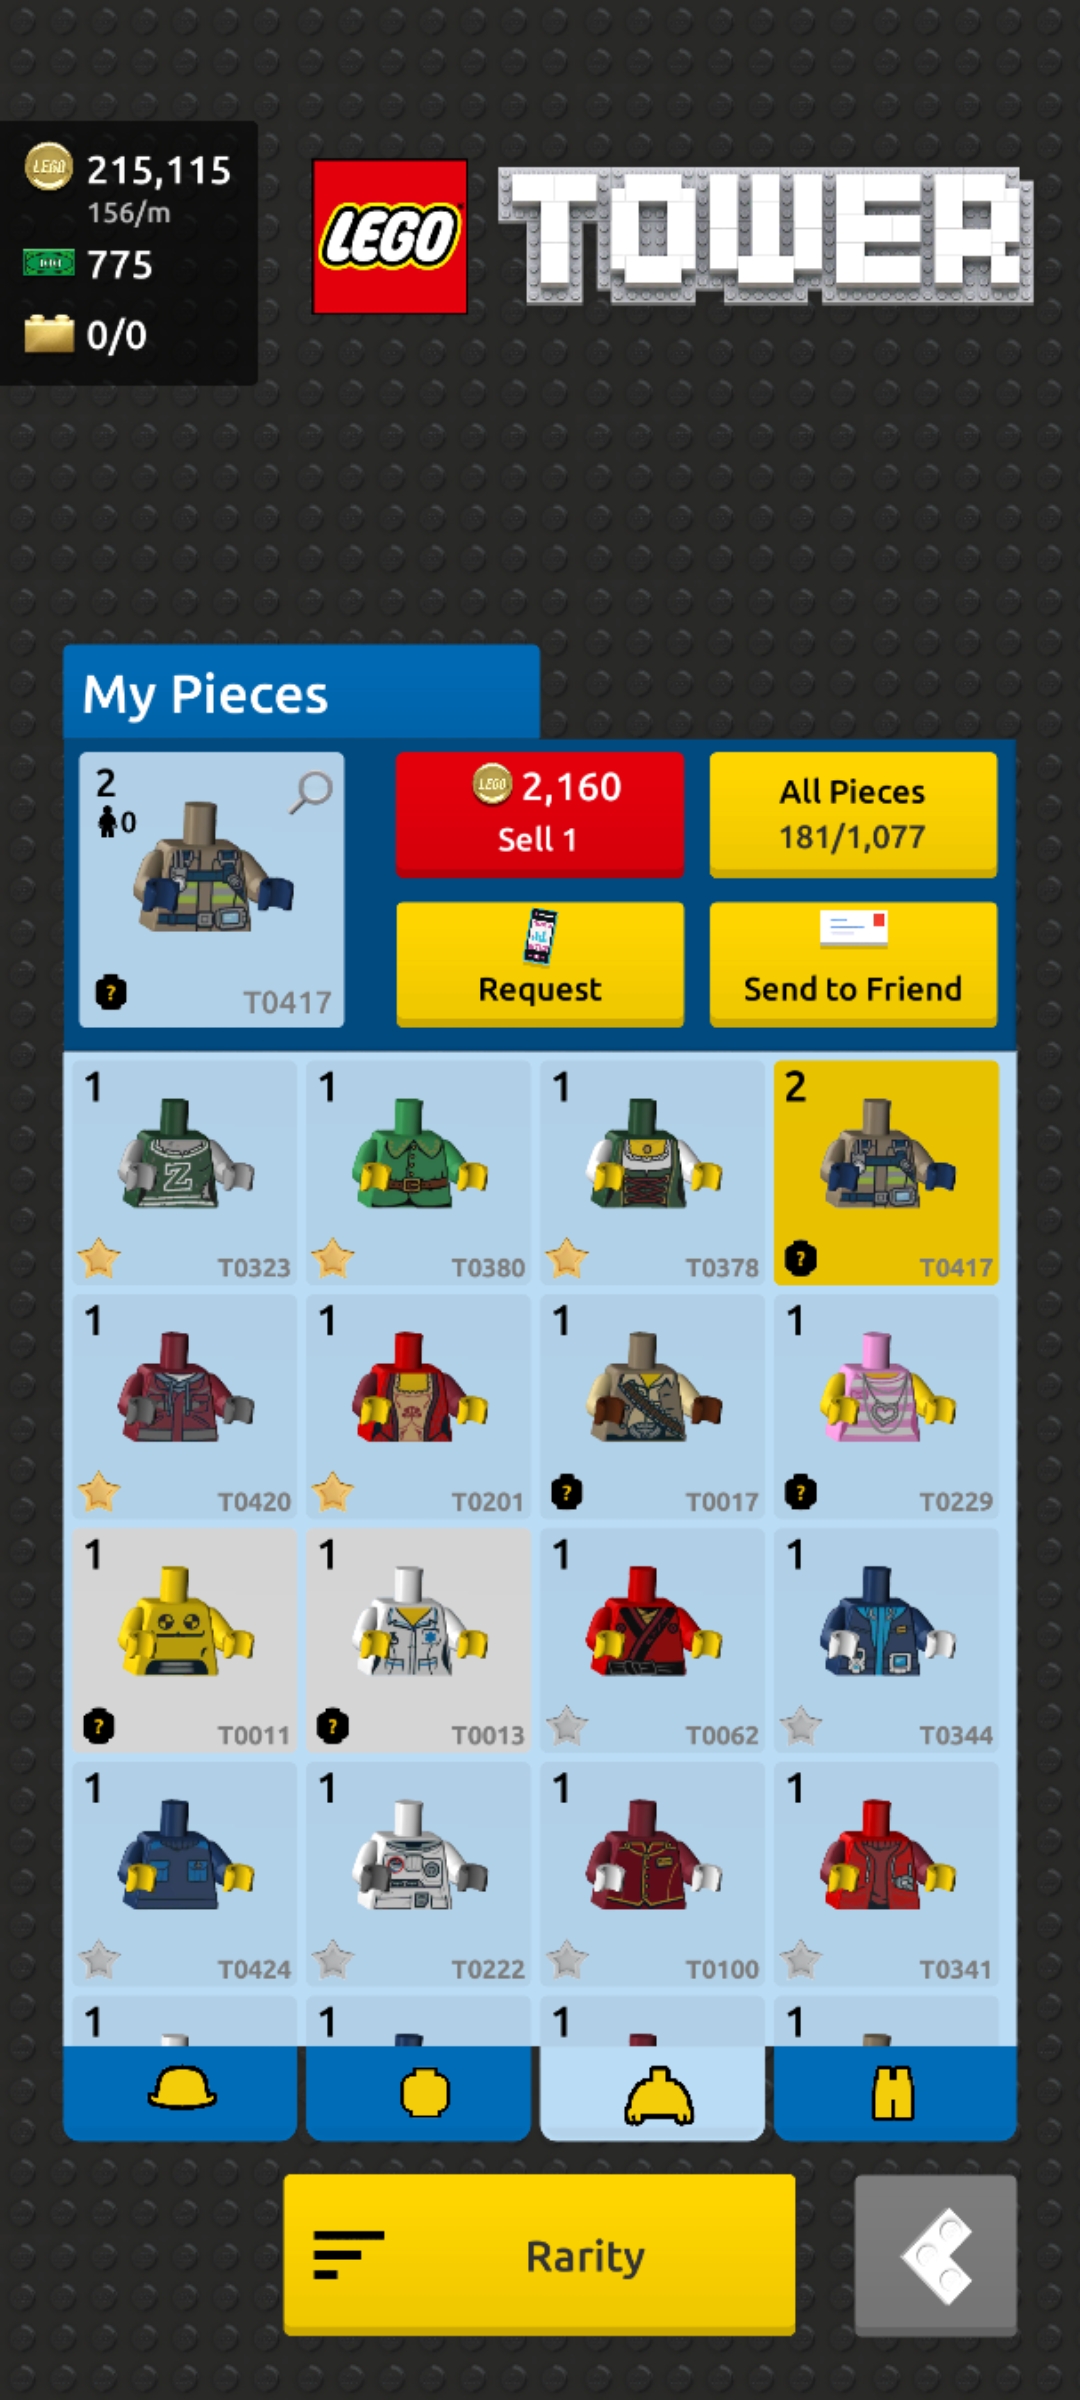 LEGO
215,115
156/m
775
0/0
LEGO TOWER
My Pieces
2
0
?
T0417
LEGO 2,160
Sell 1
All Pieces
181/1,077
Request
Send to Friend
1
T0323
1
T0380
1
T0378
2
?
T0417
Z
1
T0420
1
T0201
1
?
T0017
1
?
T0229
1
?
T0011
1
?
T0013
1
T0062
1
T0344
1
T0424
1
T0222
1
T0100
1
T0341
1
1
1
1
Rarity